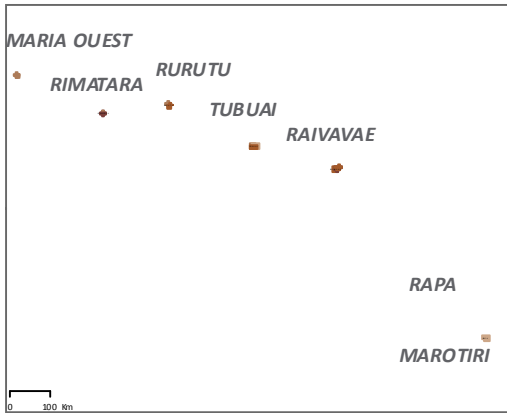 MARIA OUEST
RURUTU
RIMATARA
TUBUAI
RAIVAVAE
RAPA
MAROTIRI
0 100 Km